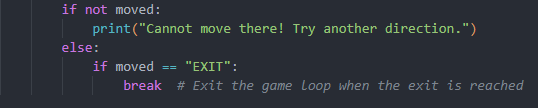 if not moved:
print("Cannot move there! Try another direction.")
else:
if moved == "EXIT":
break  # Exit the game loop when the exit is reached